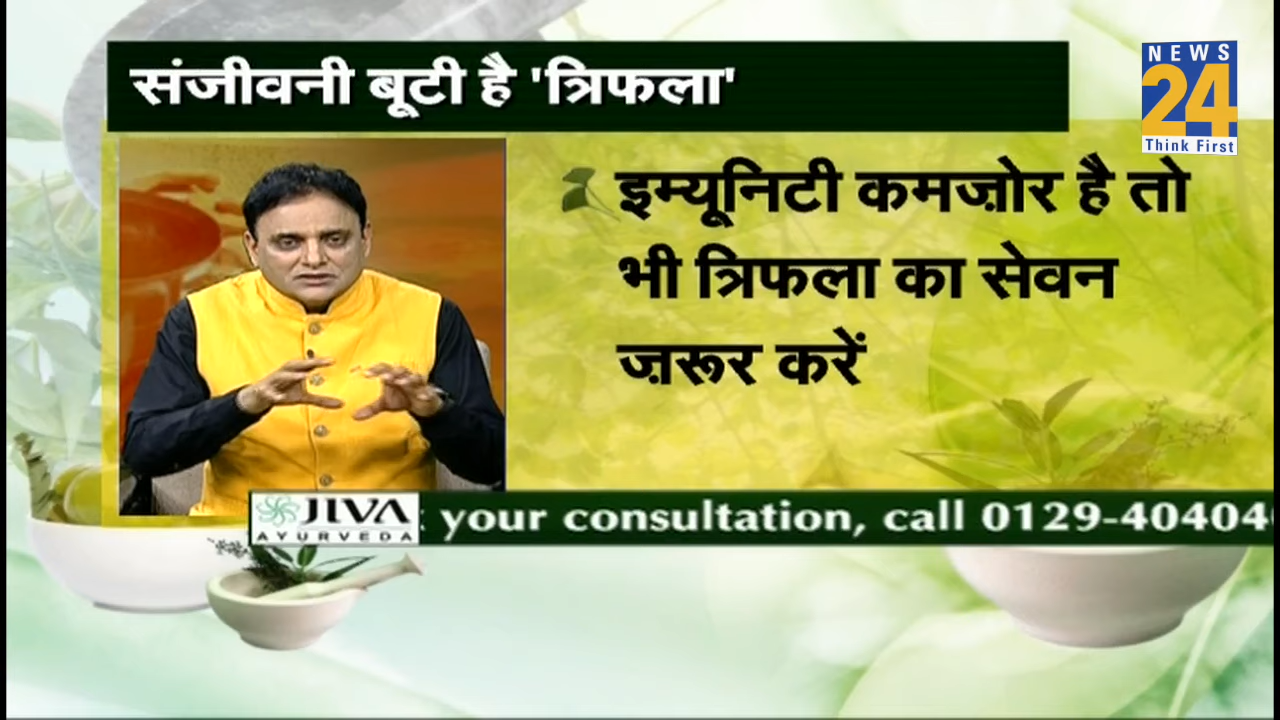 संजीवनी बूटी है 'त्रिफला'
NEWS
24
Think First
इम्यूनिटी कमज़ोर है तो
भी त्रिफला का सेवन
ज़रूर करें
JIVA
AYURVEDA
your consultation, call 0129-40404